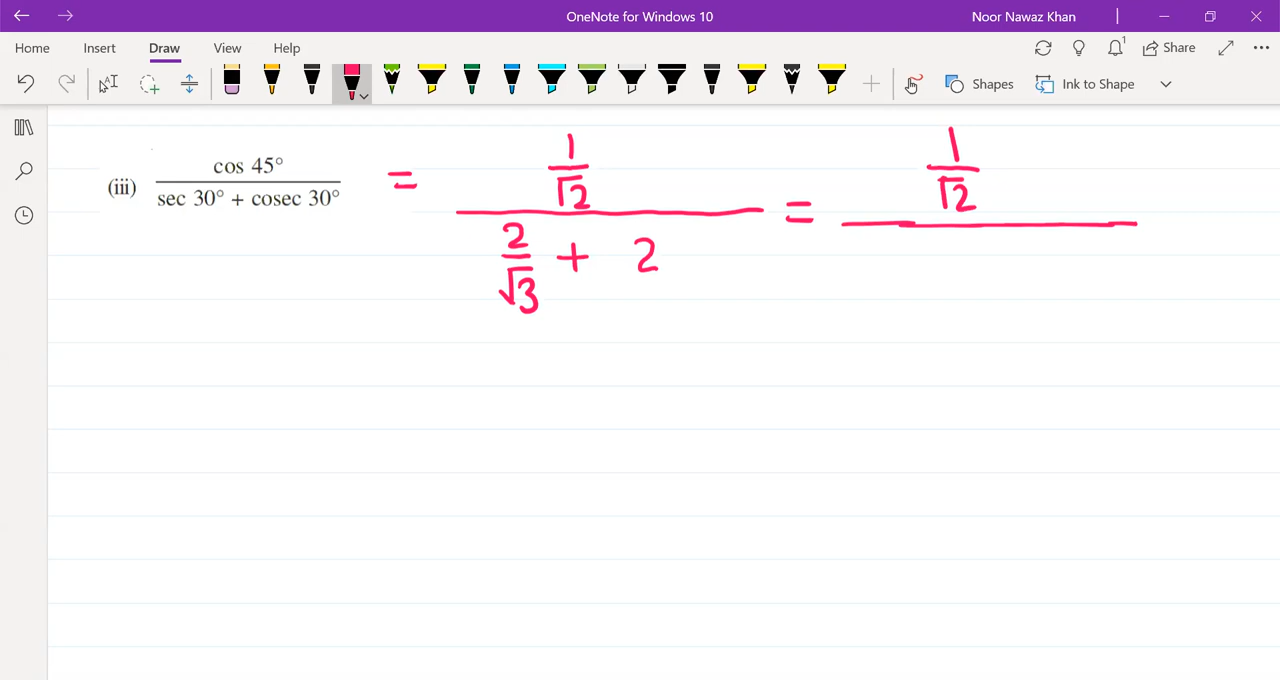 OneNote for Windows 10
Noor Nawaz Khan
Home Insert Draw View Help
1
Share
Shapes
Ink to Shape
(iii) cos 45° / sec 30° + cosec 30° = 1/√2 / 2/√3 + 2 = 1/√2